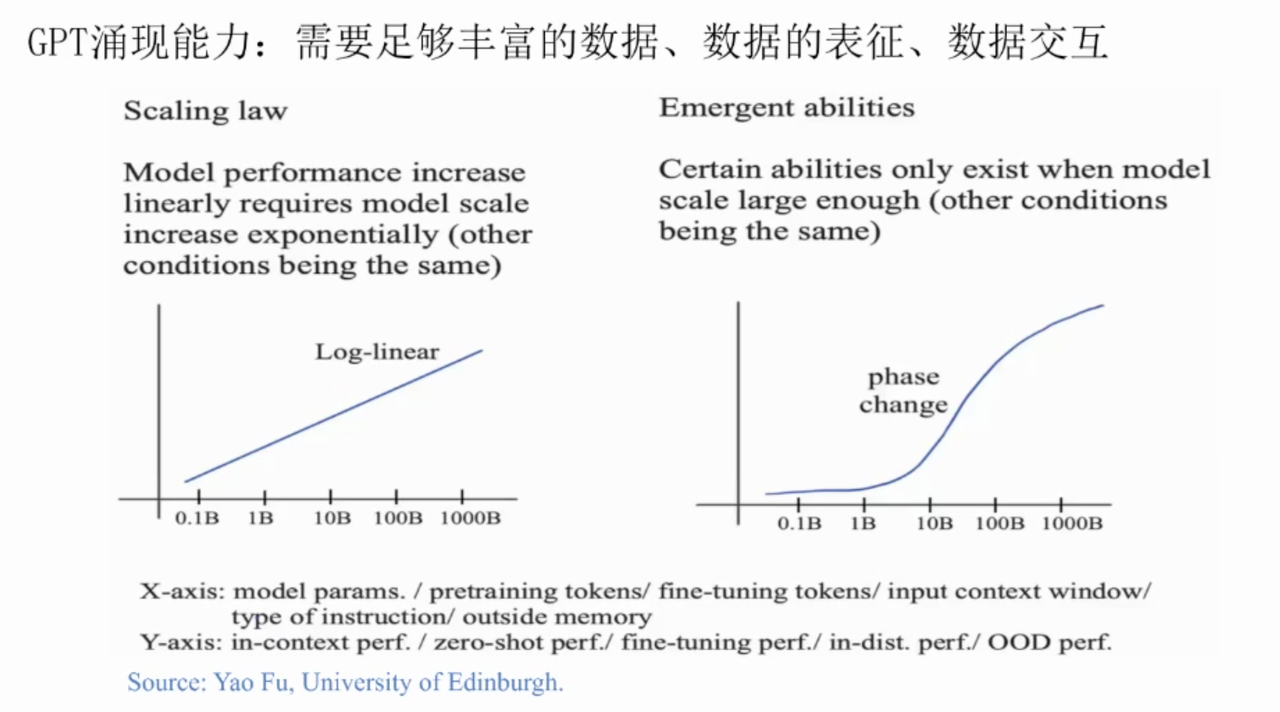 GPT涌现能力：需要足够丰富的数据、数据的表征、数据交互
Scaling law
Model performance increase
linearly requires model scale
increase exponentially (other
conditions being the same)
Log-linear
0.1B 1B 10B 100B 1000B
Emergent abilities
Certain abilities only exist when model
scale large enough (other conditions
being the same)
phase
change
0.1B 1B 10B 100B 1000B
X-axis: model params. / pretraining tokens/ fine-tuning tokens/ input context window/
type of instruction/ outside memory
Y-axis: in-context perf. / zero-shot perf./ fine-tuning perf./ in-dist. perf./ OOD perf.
Source: Yao Fu, University of Edinburgh.